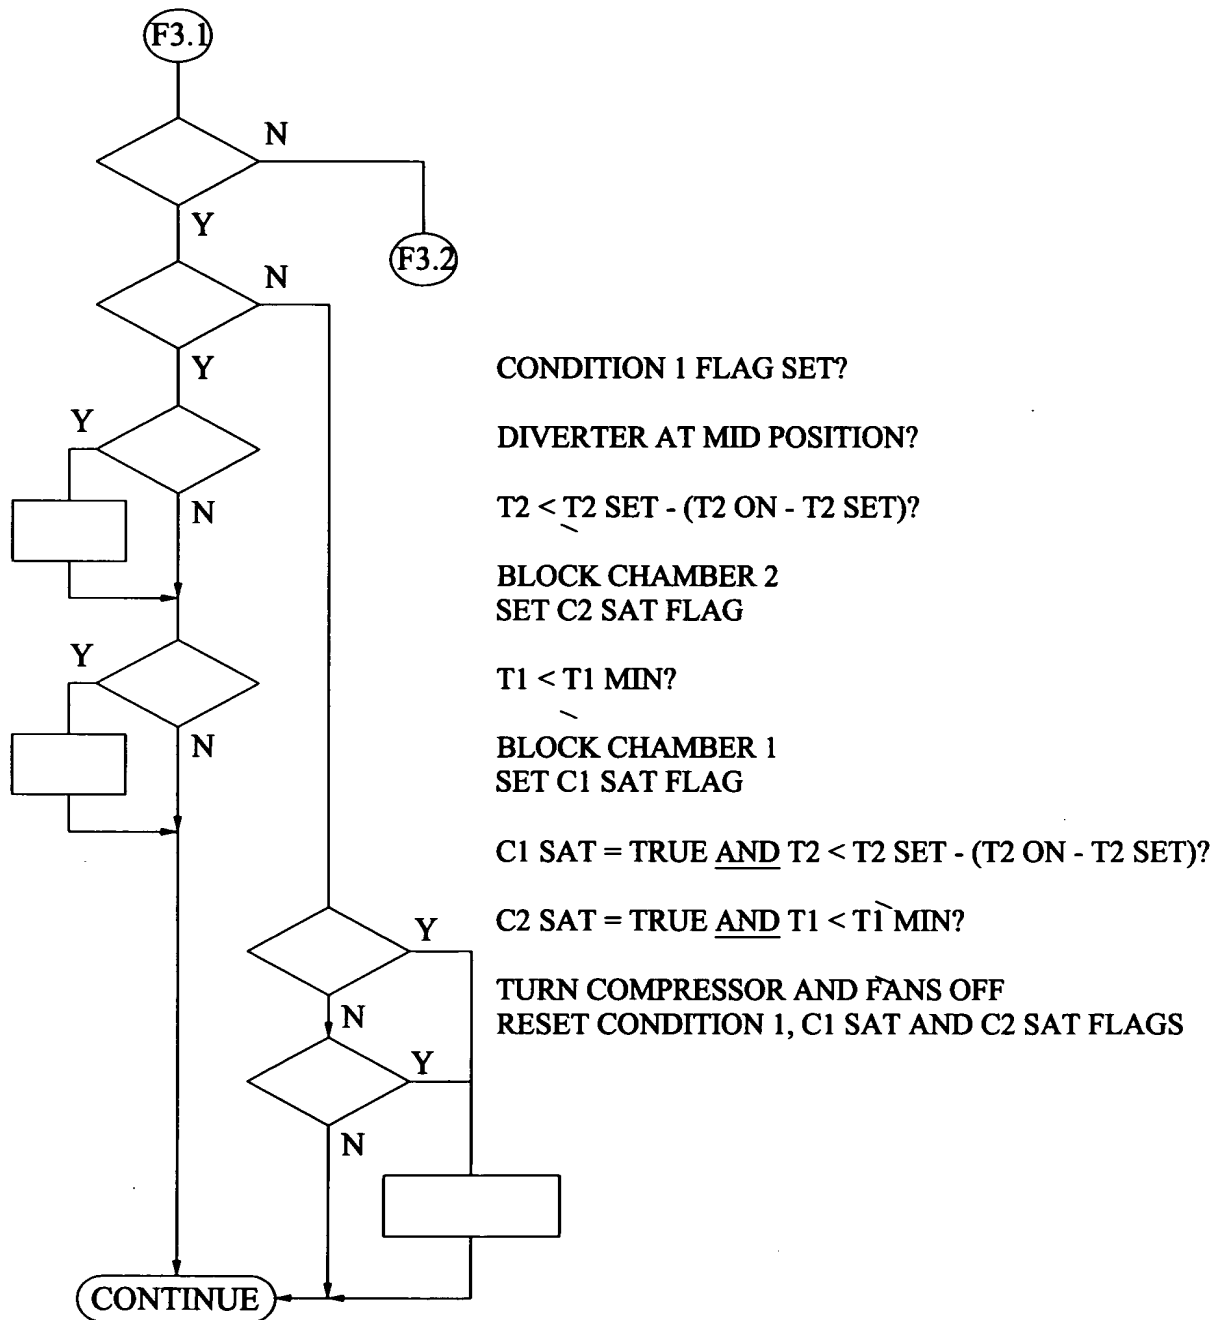 F3.1
N
Y
F3.2
N
Y
CONDITION 1 FLAG SET?
Y
DIVERTER AT MID POSITION?
N
T2 < T2 SET - (T2 ON - T2 SET)?
BLOCK CHAMBER 2
SET C2 SAT FLAG
Y
T1 < T1 MIN?
N
BLOCK CHAMBER 1
SET C1 SAT FLAG
C1 SAT = TRUE AND T2 < T2 SET - (T2 ON - T2 SET)?
Y
C2 SAT = TRUE AND T1 < T1 MIN?
TURN COMPRESSOR AND FANS OFF
N
RESET CONDITION 1, C1 SAT AND C2 SAT FLAGS
Y
N
CONTINUE